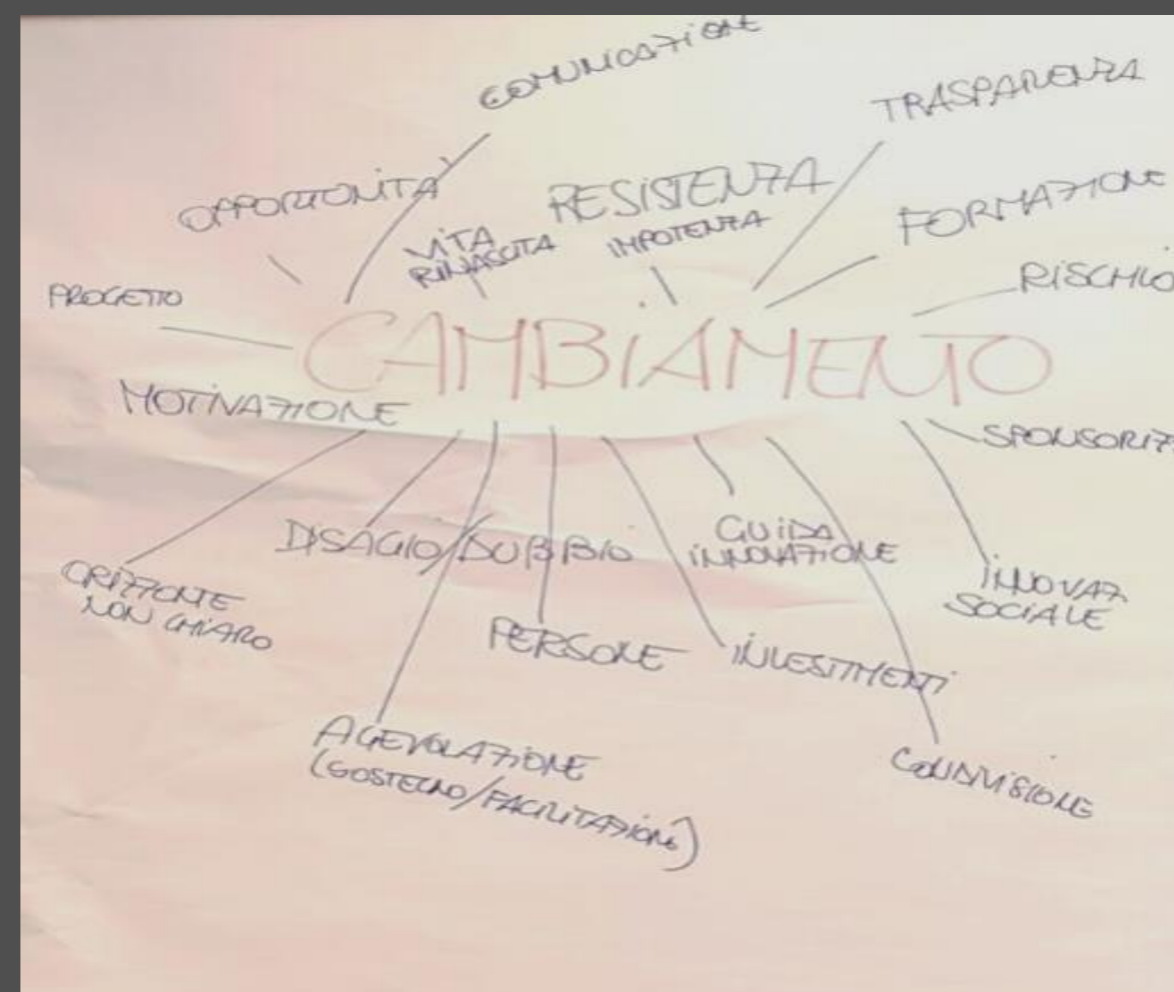 COMUNICAZIONE
TRASPARENZA
OPPORTUNITÀ
VITA
RINASCITA
RESISTENZA
IMPOTENZA
FORMAZIONE
RISCHIO
PROGETTO
CAMBIAMENTO
MOTIVAZIONE
SPONSORIZ
DISAGIO/DUBBIO
GUIDA
INNOVAZIONE
INNOVAZ
SOCIALE
ORIZZONTE
NON CHIARO
PERSONE
INVESTIMENTI
AGEVOLAZIONE
(SOSTEGNO/FACILITAZIONE)
CONDIVISIONE